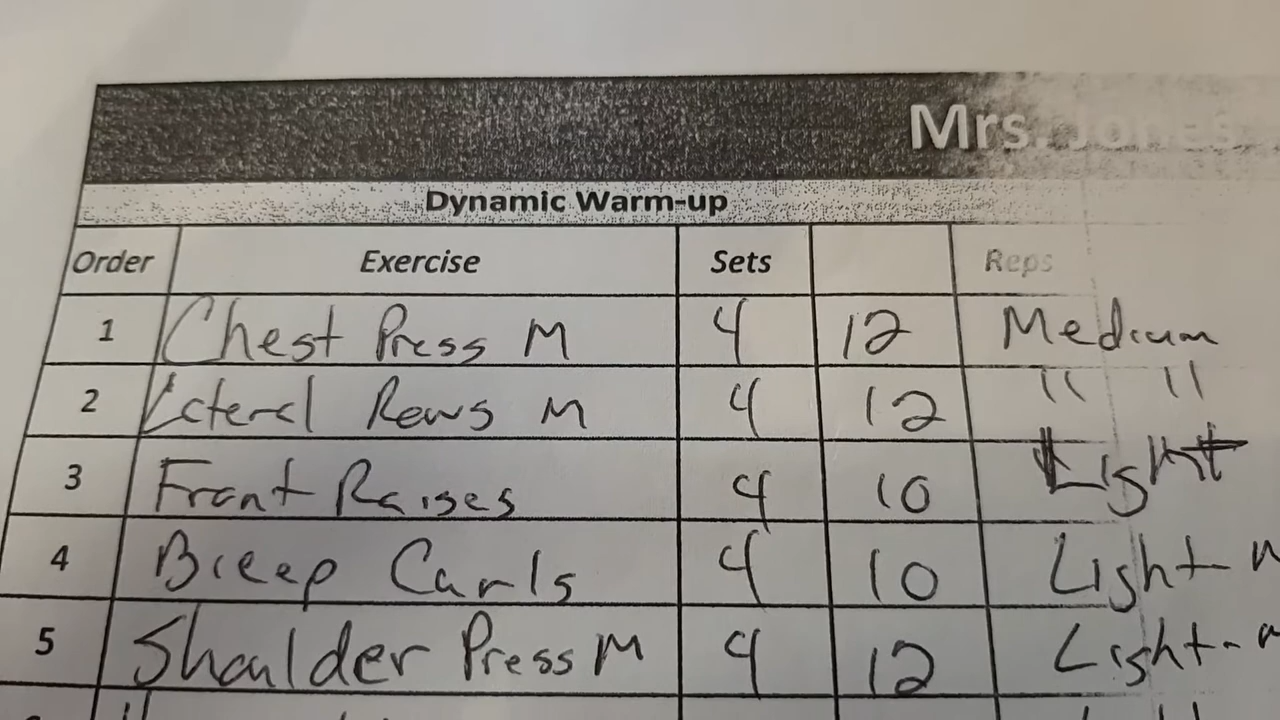 Mrs. Jones
Dynamic Warm-up
Order Exercise Sets Reps
1 Chest Press M 4 12 Medium
2 Lateral Rows M 4 12 " "
3 Front Raises 4 10 Light
4 Bicep Curls 4 10 Light-
5 Shoulder Press M 4 12 Light-